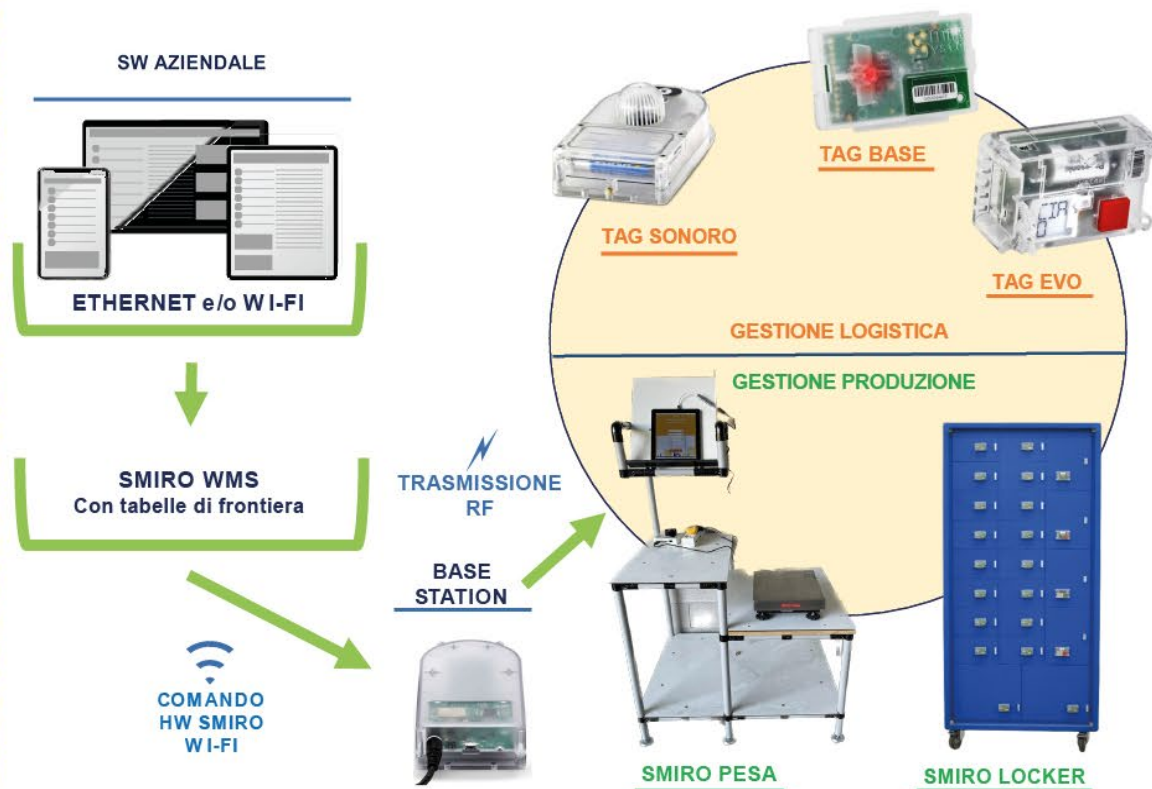 SW AZIENDALE
ETHERNET e/o WI-FI
SMIRO WMS
Con tabelle di frontiera
COMANDO
HW SMIRO
WI-FI
TRASMISSIONE
RF
BASE
STATION
TAG SONORO
TAG BASE
TAG EVO
GESTIONE LOGISTICA
GESTIONE PRODUZIONE
SMIRO PESA
SMIRO LOCKER